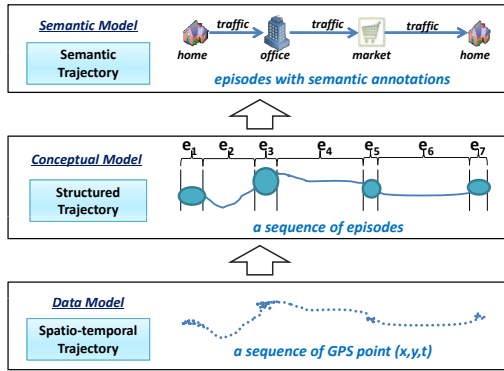 Semantic Model
Semantic
Trajectory
traffic traffic traffic
home office market home
episodes with semantic annotations
Conceptual Model
Structured
Trajectory
e1 e2 e3 e4 e5 e6 e7
a sequence of episodes
Data Model
Spatio-temporal
Trajectory
a sequence of GPS point (x,y,t)